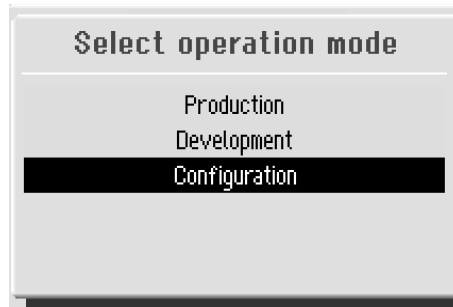 Select operation mode
Production
Development
Configuration